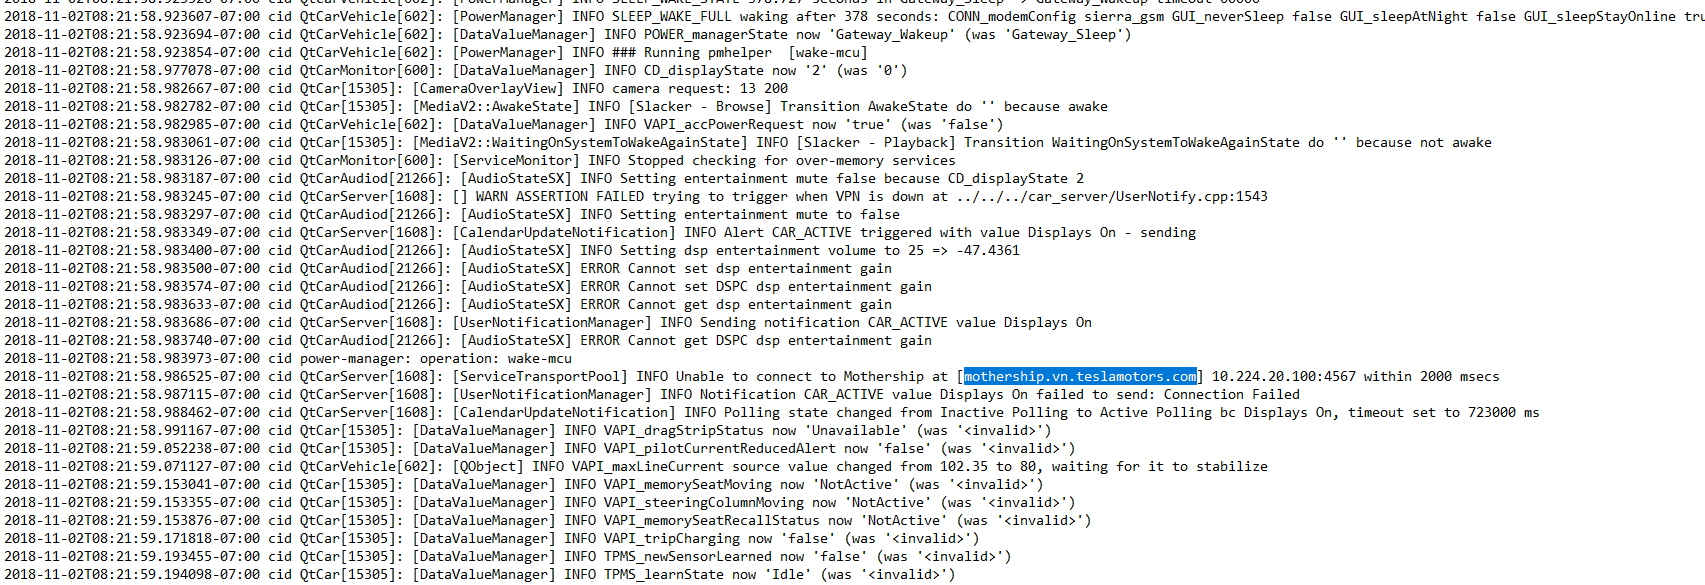 2018-11-02T08:21:58.923607-07:00 cid QtCarVehicle[602]: [PowerManager] INFO SLEEP_WAKE_FULL waking after 378 seconds: CONN_modemConfig sierra_gsm GUI_neverSleep false GUI_sleepAtNight false GUI_sleepStayOnline tru
2018-11-02T08:21:58.923694-07:00 cid QtCarVehicle[602]: [DataValueManager] INFO POWER_managerState now 'Gateway_Wakeup' (was 'Gateway_Sleep')
2018-11-02T08:21:58.923854-07:00 cid QtCarVehicle[602]: [PowerManager] INFO ### Running pmhelper  [wake-mcu]
2018-11-02T08:21:58.977078-07:00 cid QtCarMonitor[600]: [DataValueManager] INFO CD_displayState now '2' (was '0')
2018-11-02T08:21:58.982667-07:00 cid QtCar[15305]: [CameraOverlayView] INFO camera request: 13 200
2018-11-02T08:21:58.982782-07:00 cid QtCar[15305]: [MediaV2::AwakeState] INFO [Slacker - Browse] Transition AwakeState do '' because awake
2018-11-02T08:21:58.982985-07:00 cid QtCarVehicle[602]: [DataValueManager] INFO VAPI_accPowerRequest now 'true' (was 'false')
2018-11-02T08:21:58.983061-07:00 cid QtCar[15305]: [MediaV2::WaitingOnSystemToWakeAgainState] INFO [Slacker - Playback] Transition WaitingOnSystemToWakeAgainState do '' because not awake
2018-11-02T08:21:58.983126-07:00 cid QtCarMonitor[600]: [ServiceMonitor] INFO Stopped checking for over-memory services
2018-11-02T08:21:58.983187-07:00 cid QtCarAudiod[21266]: [AudioStateSX] INFO Setting entertainment mute false because CD_displayState 2
2018-11-02T08:21:58.983245-07:00 cid QtCarServer[1608]: [] WARN ASSERTION FAILED trying to trigger when VPN is down at ../../../car_server/UserNotify.cpp:1543
2018-11-02T08:21:58.983297-07:00 cid QtCarAudiod[21266]: [AudioStateSX] INFO Setting entertainment mute to false
2018-11-02T08:21:58.983349-07:00 cid QtCarServer[1608]: [CalendarUpdateNotification] INFO Alert CAR_ACTIVE triggered with value Displays On - sending
2018-11-02T08:21:58.983400-07:00 cid QtCarAudiod[21266]: [AudioStateSX] INFO Setting dsp entertainment volume to 25 => -47.4361
2018-11-02T08:21:58.983500-07:00 cid QtCarAudiod[21266]: [AudioStateSX] ERROR Cannot set dsp entertainment gain
2018-11-02T08:21:58.983574-07:00 cid QtCarAudiod[21266]: [AudioStateSX] ERROR Cannot set DSPC dsp entertainment gain
2018-11-02T08:21:58.983633-07:00 cid QtCarAudiod[21266]: [AudioStateSX] ERROR Cannot get dsp entertainment gain
2018-11-02T08:21:58.983686-07:00 cid QtCarServer[1608]: [UserNotificationManager] INFO Sending notification CAR_ACTIVE value Displays On
2018-11-02T08:21:58.983740-07:00 cid QtCarAudiod[21266]: [AudioStateSX] ERROR Cannot get DSPC dsp entertainment gain
2018-11-02T08:21:58.983973-07:00 cid power-manager: operation: wake-mcu
2018-11-02T08:21:58.986525-07:00 cid QtCarServer[1608]: [ServiceTransportPool] INFO Unable to connect to Mothership at [mothership.vn.teslamotors.com] 10.224.20.100:4567 within 2000 msecs
2018-11-02T08:21:58.987115-07:00 cid QtCarServer[1608]: [UserNotificationManager] INFO Notification CAR_ACTIVE value Displays On failed to send: Connection Failed
2018-11-02T08:21:58.988462-07:00 cid QtCarServer[1608]: [CalendarUpdateNotification] INFO Polling state changed from Inactive Polling to Active Polling bc Displays On, timeout set to 723000 ms
2018-11-02T08:21:58.991167-07:00 cid QtCar[15305]: [DataValueManager] INFO VAPI_dragStripStatus now 'Unavailable' (was '<invalid>')
2018-11-02T08:21:59.052238-07:00 cid QtCar[15305]: [DataValueManager] INFO VAPI_pilotCurrentReducedAlert now 'false' (was '<invalid>')
2018-11-02T08:21:59.071127-07:00 cid QtCarVehicle[602]: [QObject] INFO VAPI_maxLineCurrent source value changed from 102.35 to 80, waiting for it to stabilize
2018-11-02T08:21:59.153041-07:00 cid QtCar[15305]: [DataValueManager] INFO VAPI_memorySeatMoving now 'NotActive' (was '<invalid>')
2018-11-02T08:21:59.153355-07:00 cid QtCar[15305]: [DataValueManager] INFO VAPI_steeringColumnMoving now 'NotActive' (was '<invalid>')
2018-11-02T08:21:59.153876-07:00 cid QtCar[15305]: [DataValueManager] INFO VAPI_memorySeatRecallStatus now 'NotActive' (was '<invalid>')
2018-11-02T08:21:59.171818-07:00 cid QtCar[15305]: [DataValueManager] INFO VAPI_tripCharging now 'false' (was '<invalid>')
2018-11-02T08:21:59.193455-07:00 cid QtCar[15305]: [DataValueManager] INFO TPMS_newSensorLearned now 'false' (was '<invalid>')
2018-11-02T08:21:59.194098-07:00 cid QtCar[15305]: [DataValueManager] INFO TPMS_learnState now 'Idle' (was '<invalid>')